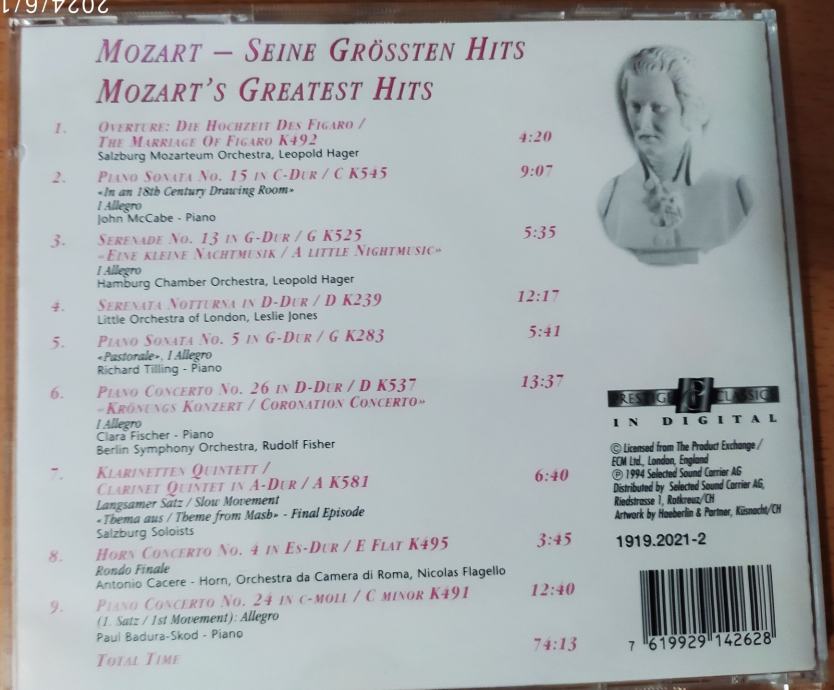 2024/6/1
MOZART – SEINE GRÖSSTEN HITS
MOZART'S GREATEST HITS
1. OVERTURE: DIE HOCHZEIT DES FIGARO /
THE MARRIAGE OF FIGARO K492 4:20
Salzburg Mozarteum Orchestra, Leopold Hager
2. PIANO SONATA NO. 15 IN C-DUR / C K545 9:07
«In an 18th Century Drawing Room»
I Allegro
John McCabe - Piano
3. SERENADE NO. 13 IN G-DUR / G K525 5:35
«EINE KLEINE NACHTMUSIK / A LITTLE NIGHTMUSIC»
I Allegro
Hamburg Chamber Orchestra, Leopold Hager
4. SERENATA NOTTURNA IN D-DUR / D K239 12:17
Little Orchestra of London, Leslie Jones
5. PIANO SONATA NO. 5 IN G-DUR / G K283 5:41
«Pastorale», I Allegro
Richard Tilling - Piano
6. PIANO CONCERTO NO. 26 IN D-DUR / D K537 13:37
«KRÖNUNGS KONZERT / CORONATION CONCERTO»
I Allegro
Clara Fischer - Piano
Berlin Symphony Orchestra, Rudolf Fisher
7. KLARINETTEN QUINTETT /
CLARINET QUINTET IN A-DUR / A K581 6:40
Langsamer Satz / Slow Movement
«Thema aus / Theme from Mash» - Final Episode
Salzburg Soloists
8. HORN CONCERTO NO. 4 IN ES-DUR / E FLAT K495 3:45
Rondo Finale
Antonio Cacere - Horn, Orchestra da Camera di Roma, Nicolas Flagello
9. PIANO CONCERTO NO. 24 IN C-MOLL / C MINOR K491 12:40
(1. Satz / 1st Movement): Allegro
Paul Badura-Skod - Piano
TOTAL TIME 74:13
PRESTIGE CLASSICS
IN DIGITAL
© Licensed from The Product Exchange /
ECM Ltd., London, England
℗ 1994 Selected Sound Carrier AG
Distributed by Selected Sound Carrier AG,
Riedstrasse 1, Rotkreuz/CH
Artwork by Haeberlin & Partner, Küsnacht/CH
1919.2021-2
7 619929 142628